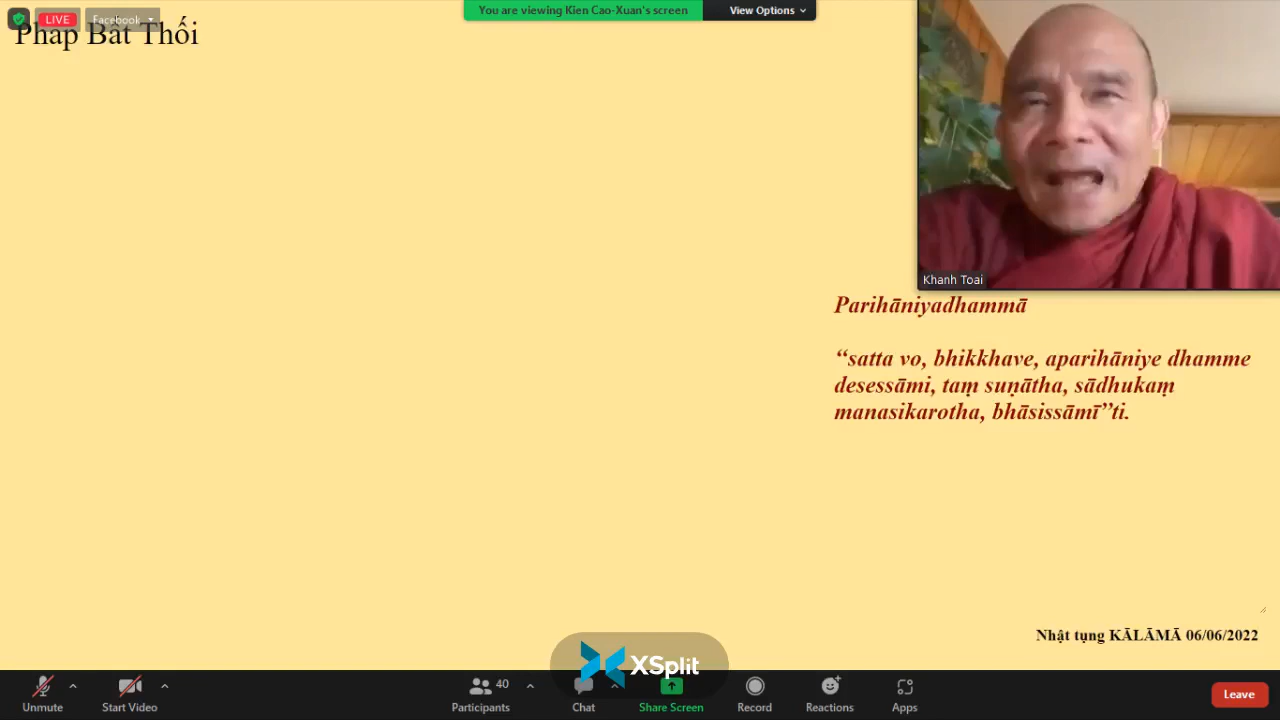 LIVE
Facebook
Pháp Bất Thối
You are viewing Kien Cao-Xuan's screen
View Options
Khanh Toai
Parihāniyadhammā
“satta vo, bhikkhave, aparihāniye dhamme
desessāmi, taṃ suṇātha, sādhukaṃ
manasikarotha, bhāsissāmī”ti.
Nhật tụng KĀLĀMĀ 06/06/2022
XSplit
Unmute
Start Video
40
Participants
Chat
Share Screen
Record
Reactions
Apps
Leave